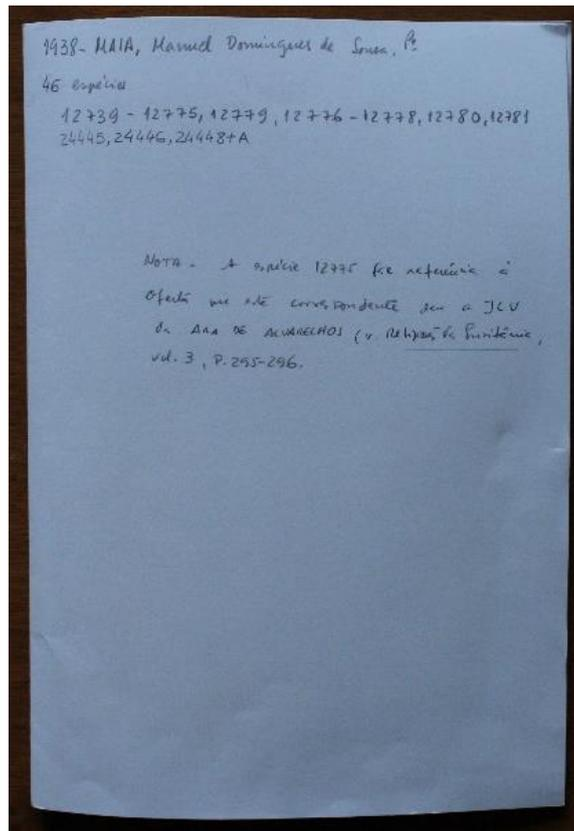 1938- MAIA, Manuel Domingues de Sousa, Pe.
46 espécies
12739 - 12775, 12779, 12776 - 12778, 12780, 12781
24445, 24446, 24448+A
NOTA - A espécie 12775 faz referência à
oferta que este correspondente deu a JLV
da ARA DE ALVARELHOS (v. Religiões da Lusitânia,
vol. 3, P. 295-296.